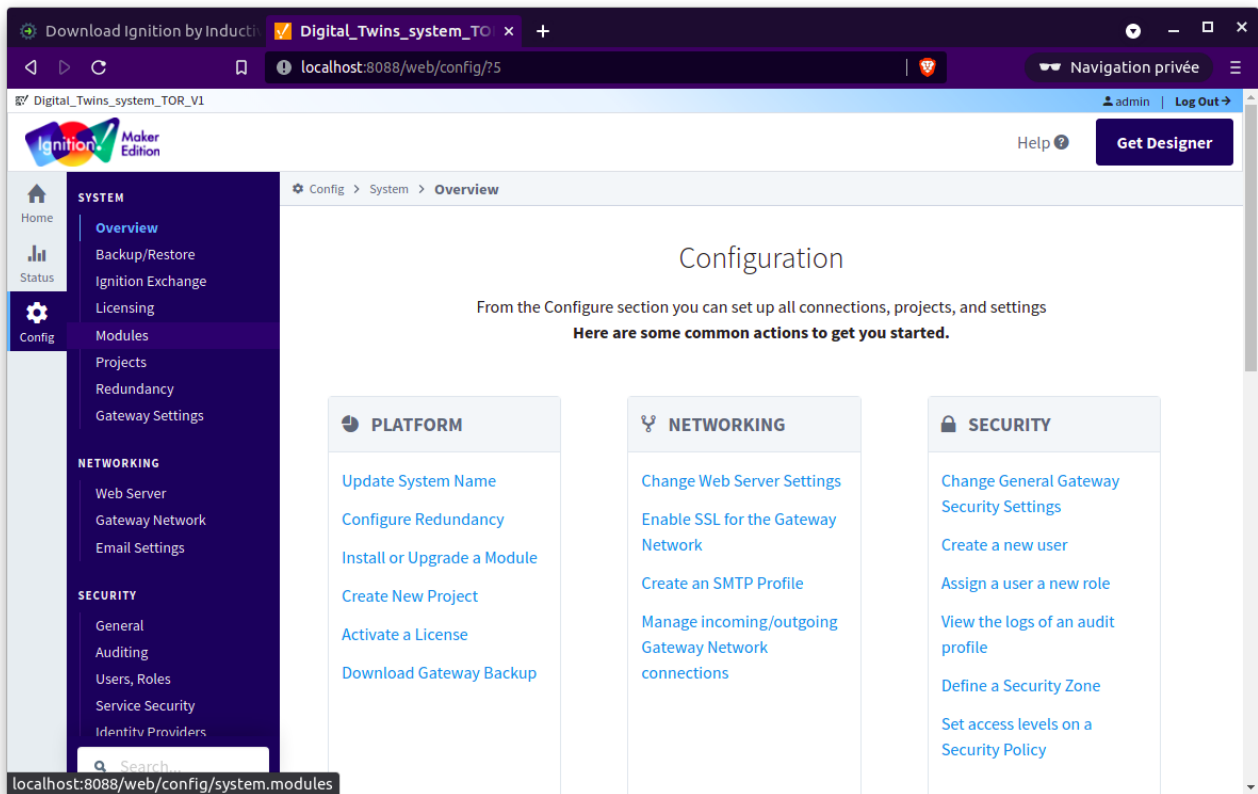 Download Ignition by Inducti
Digital_Twins_system_TO
localhost:8088/web/config/?5
Navigation privée
Digital_Twins_system_TOR_V1
admin | Log Out
Ignition!
Maker
Edition
Help
Get Designer
Home
Status
Config
SYSTEM
Overview
Backup/Restore
Ignition Exchange
Licensing
Modules
Projects
Redundancy
Gateway Settings
NETWORKING
Web Server
Gateway Network
Email Settings
SECURITY
General
Auditing
Users, Roles
Service Security
Identity Providers
Search...
localhost:8088/web/config/system.modules
Config > System > Overview
Configuration
From the Configure section you can set up all connections, projects, and settings
Here are some common actions to get you started.
PLATFORM
Update System Name
Configure Redundancy
Install or Upgrade a Module
Create New Project
Activate a License
Download Gateway Backup
NETWORKING
Change Web Server Settings
Enable SSL for the Gateway
Network
Create an SMTP Profile
Manage incoming/outgoing
Gateway Network
connections
SECURITY
Change General Gateway
Security Settings
Create a new user
Assign a user a new role
View the logs of an audit
profile
Define a Security Zone
Set access levels on a
Security Policy